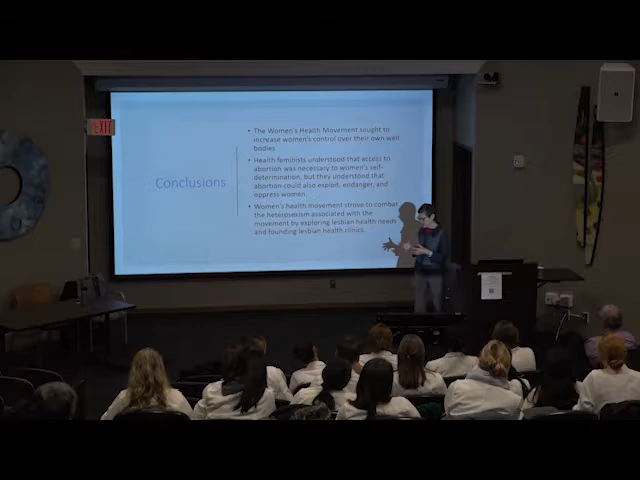 EXIT
Conclusions
• The Women's Health Movement sought to
increase women's control over their own well
bodies
• Health feminists understood that access to
abortion was necessary to women's self-
determination, but they understood that
abortion could also exploit, endanger, and
oppress women.
• Women's health movement strove to combat
the heterosexism associated with the
movement by exploring lesbian health needs
and founding lesbian health clinics.